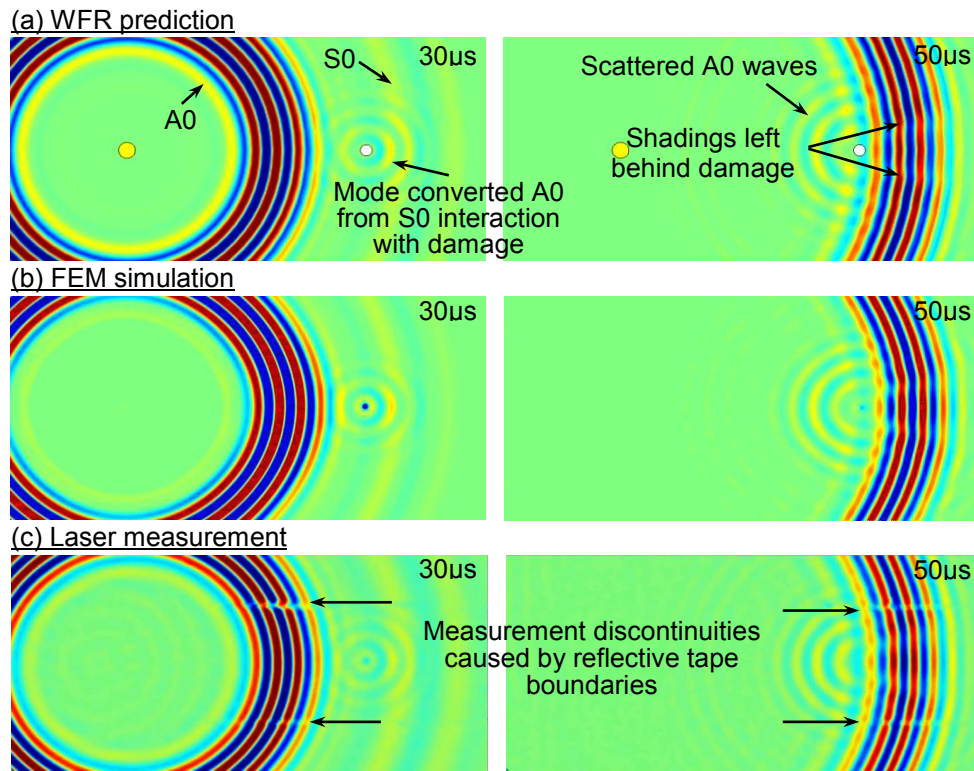 (a) WFR prediction
S0
30µs
A0
Mode converted A0
from S0 interaction
with damage
50µs
Scattered A0 waves
Shadings left
behind damage
(b) FEM simulation
30µs
50µs
(c) Laser measurement
30µs
50µs
Measurement discontinuities
caused by reflective tape
boundaries